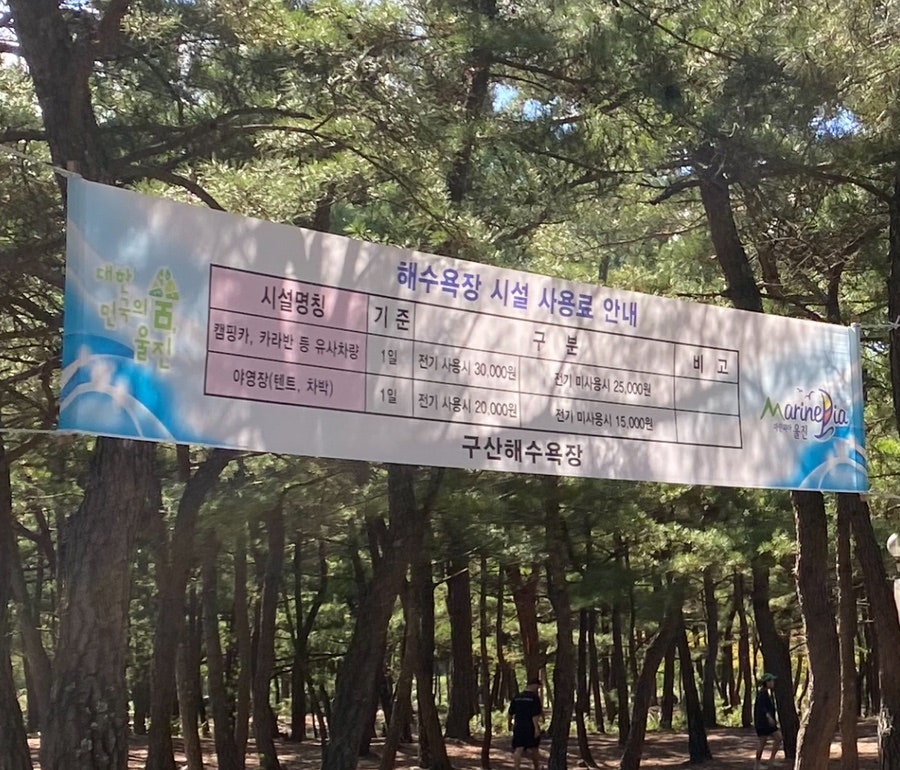 대한
민국의 숨,
울진
해수욕장 시설 사용료 안내
시설명칭 기 준 구 분 비 고
캠핑카, 카라반 등 유사차량 1일 전기 사용시 30,000원 전기 미사용시 25,000원
야영장(텐트, 차박) 1일 전기 사용시 20,000원 전기 미사용시 15,000원
구산해수욕장
MarineDia
울진